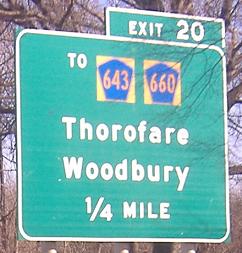 EXIT 20
TO 643 660
Thorofare
Woodbury
1/4 MILE